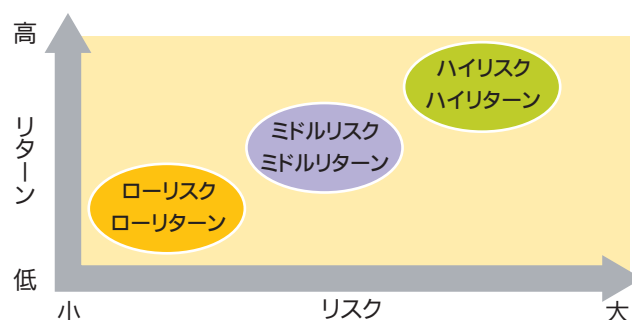 高
リターン
低
ハイリスク
ハイリターン
ミドルリスク
ミドルリターン
ローリスク
ローリターン
小
リスク
大